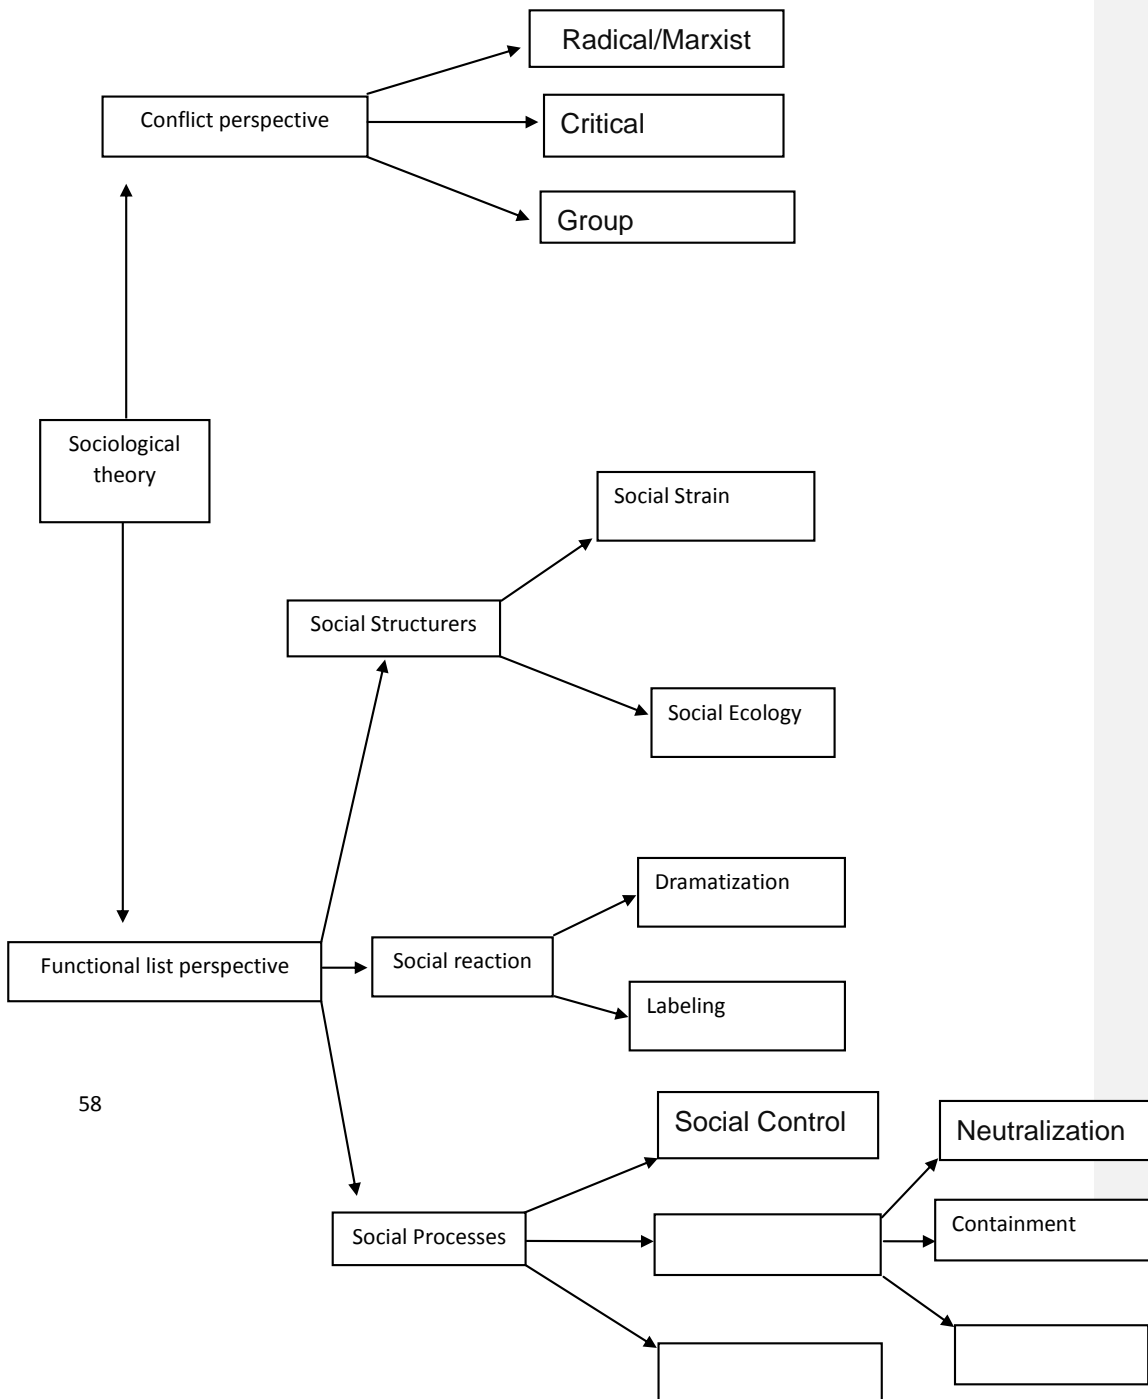 Radical/Marxist
Conflict perspective
Critical
Group
Sociological
theory
Social Strain
Social Structurers
Social Ecology
Dramatization
Functional list perspective
Social reaction
Labeling
58
Social Control
Neutralization
Social Processes
Containment